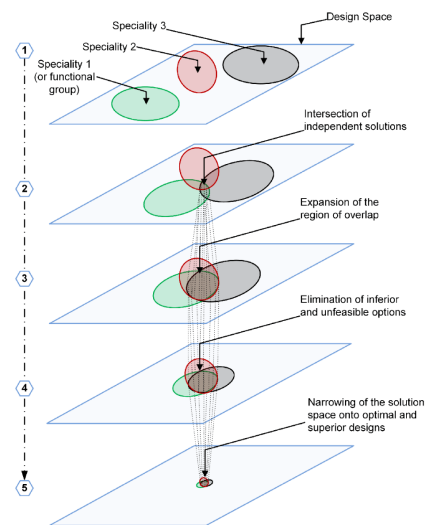 Speciality 3
Design Space
Speciality 2
1
Speciality 1
(or functional
group)
Intersection of
independent solutions
2
Expansion of the
region of overlap
3
Elimination of inferior
and unfeasible options
4
Narrowing of the solution
space onto optimal and
superior designs
5